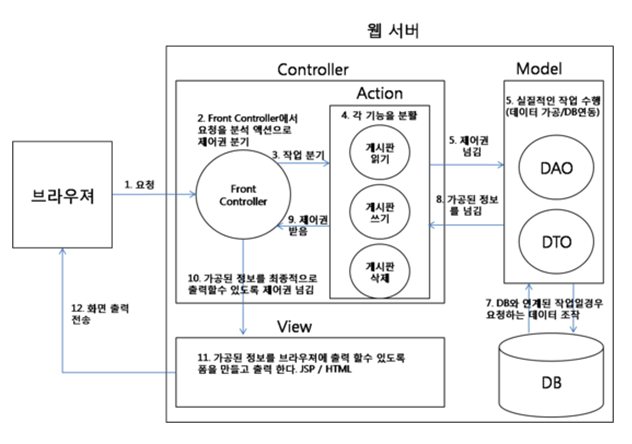 웹 서버
Controller
Model
Action
2. Front Controller에서
요청을 분석 액션으로
제어권 분기
4. 각 기능을 분활
5. 실질적인 작업 수행
(데이터 가공/DB연동)
3. 작업 분기
게시판
읽기
5. 제어권
넘김
DAO
브라우져
1. 요청
Front
Controller
8. 가공된 정보
를 넘김
게시판
쓰기
9. 제어권
받음
DTO
게시판
삭제
10. 가공된 정보를 최종적으로
출력할수 있도록 제어권 넘김
12. 화면 출력
전송
7. DB와 연계된 작업일경우
요청하는 데이터 조작
View
11. 가공된 정보를 브라우져에 출력 할수 있도록
폼을 만들고 출력 한다. JSP / HTML
DB